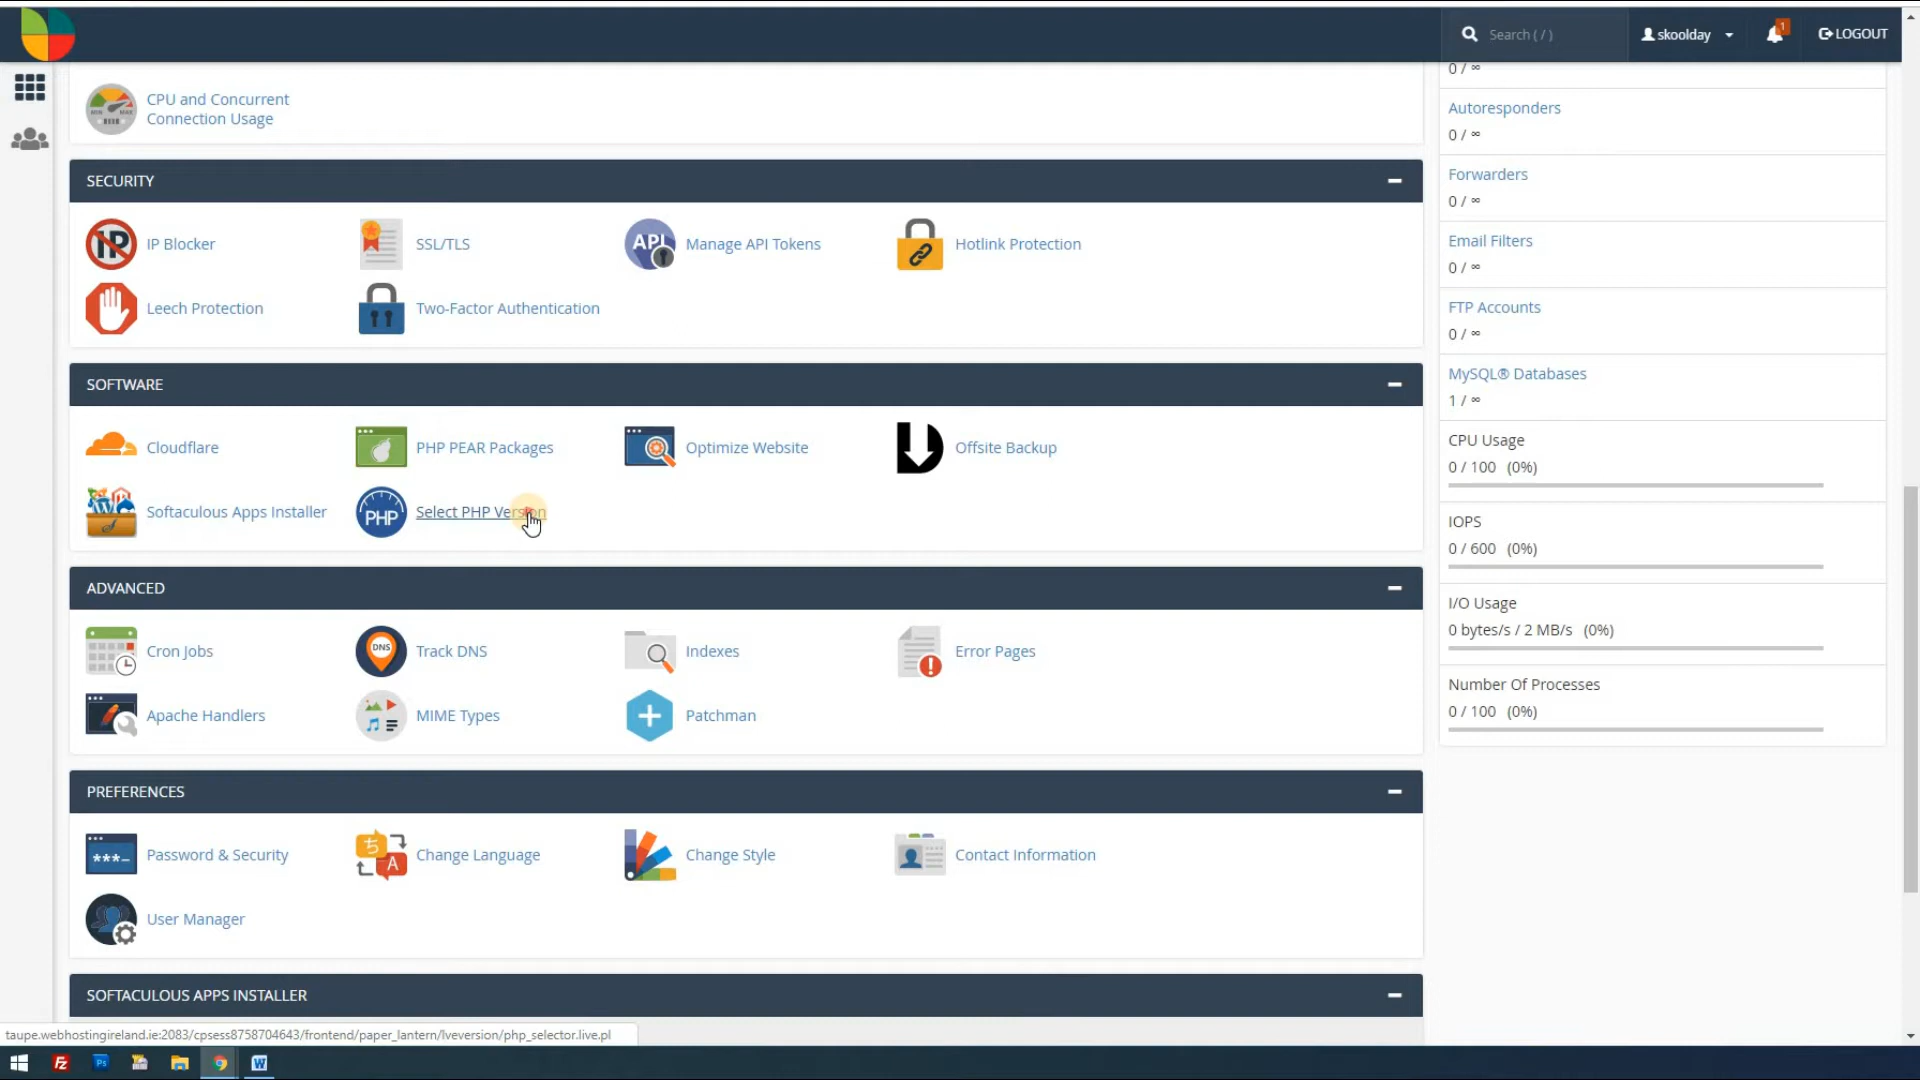 Search ( / )
skoolday
1
LOGOUT
CPU and Concurrent
Connection Usage
SECURITY
IP Blocker
SSL/TLS
Manage API Tokens
Hotlink Protection
Leech Protection
Two-Factor Authentication
SOFTWARE
Cloudflare
PHP PEAR Packages
Optimize Website
Offsite Backup
Softaculous Apps Installer
PHP
Select PHP Version
ADVANCED
Cron Jobs
DNS
Track DNS
Indexes
Error Pages
Apache Handlers
MIME Types
Patchman
PREFERENCES
Password & Security
Change Language
Change Style
Contact Information
User Manager
SOFTACULOUS APPS INSTALLER
0 / ∞
Autoresponders
0 / ∞
Forwarders
0 / ∞
Email Filters
0 / ∞
FTP Accounts
0 / ∞
MySQL® Databases
1 / ∞
CPU Usage
0 / 100 (0%)
IOPS
0 / 600 (0%)
I/O Usage
0 bytes/s / 2 MB/s (0%)
Number Of Processes
0 / 100 (0%)
taupe.webhostingireland.ie:2083/cpsess8758704643/frontend/paper_lantern/lveversion/php_selector.live.pl